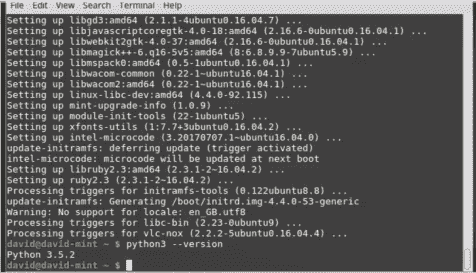 File Edit View Search Terminal Help
Setting up libgd3:amd64 (2.1.1-4ubuntu0.16.04.7) ...
Setting up libjavascriptcoregtk-4.0-18:amd64 (2.16.6-0ubuntu0.16.04.1) ...
Setting up libwebkit2gtk-4.0-37:amd64 (2.16.6-0ubuntu0.16.04.1) ...
Setting up libmagick++-6.q16-5v5:amd64 (8:6.8.9.9-7ubuntu5.9) ...
Setting up libmspack0:amd64 (0.5-1ubuntu0.16.04.1) ...
Setting up libwacom-common (0.22-1~ubuntu16.04.1) ...
Setting up libwacom2:amd64 (0.22-1~ubuntu16.04.1) ...
Setting up linux-libc-dev:amd64 (4.4.0-92.115) ...
Setting up mint-upgrade-info (1.0.9) ...
Setting up module-init-tools (22-1ubuntu5) ...
Setting up xfonts-utils (1:7.7+3ubuntu0.16.04.2) ...
Setting up intel-microcode (3.20170707.1~ubuntu16.04.0) ...
update-initramfs: deferring update (trigger activated)
intel-microcode: microcode will be updated at next boot
Setting up libruby2.3:amd64 (2.3.1-2~16.04.2) ...
Setting up ruby2.3 (2.3.1-2~16.04.2) ...
Processing triggers for initramfs-tools (0.122ubuntu8.8) ...
update-initramfs: Generating /boot/initrd.img-4.4.0-53-generic
Warning: No support for locale: en_GB.utf8
Processing triggers for libc-bin (2.23-0ubuntu9) ...
Processing triggers for vlc-nox (2.2.2-5ubuntu0.16.04.4) ...
david@david-mint ~ $ python3 --version
Python 3.5.2
david@david-mint ~ $